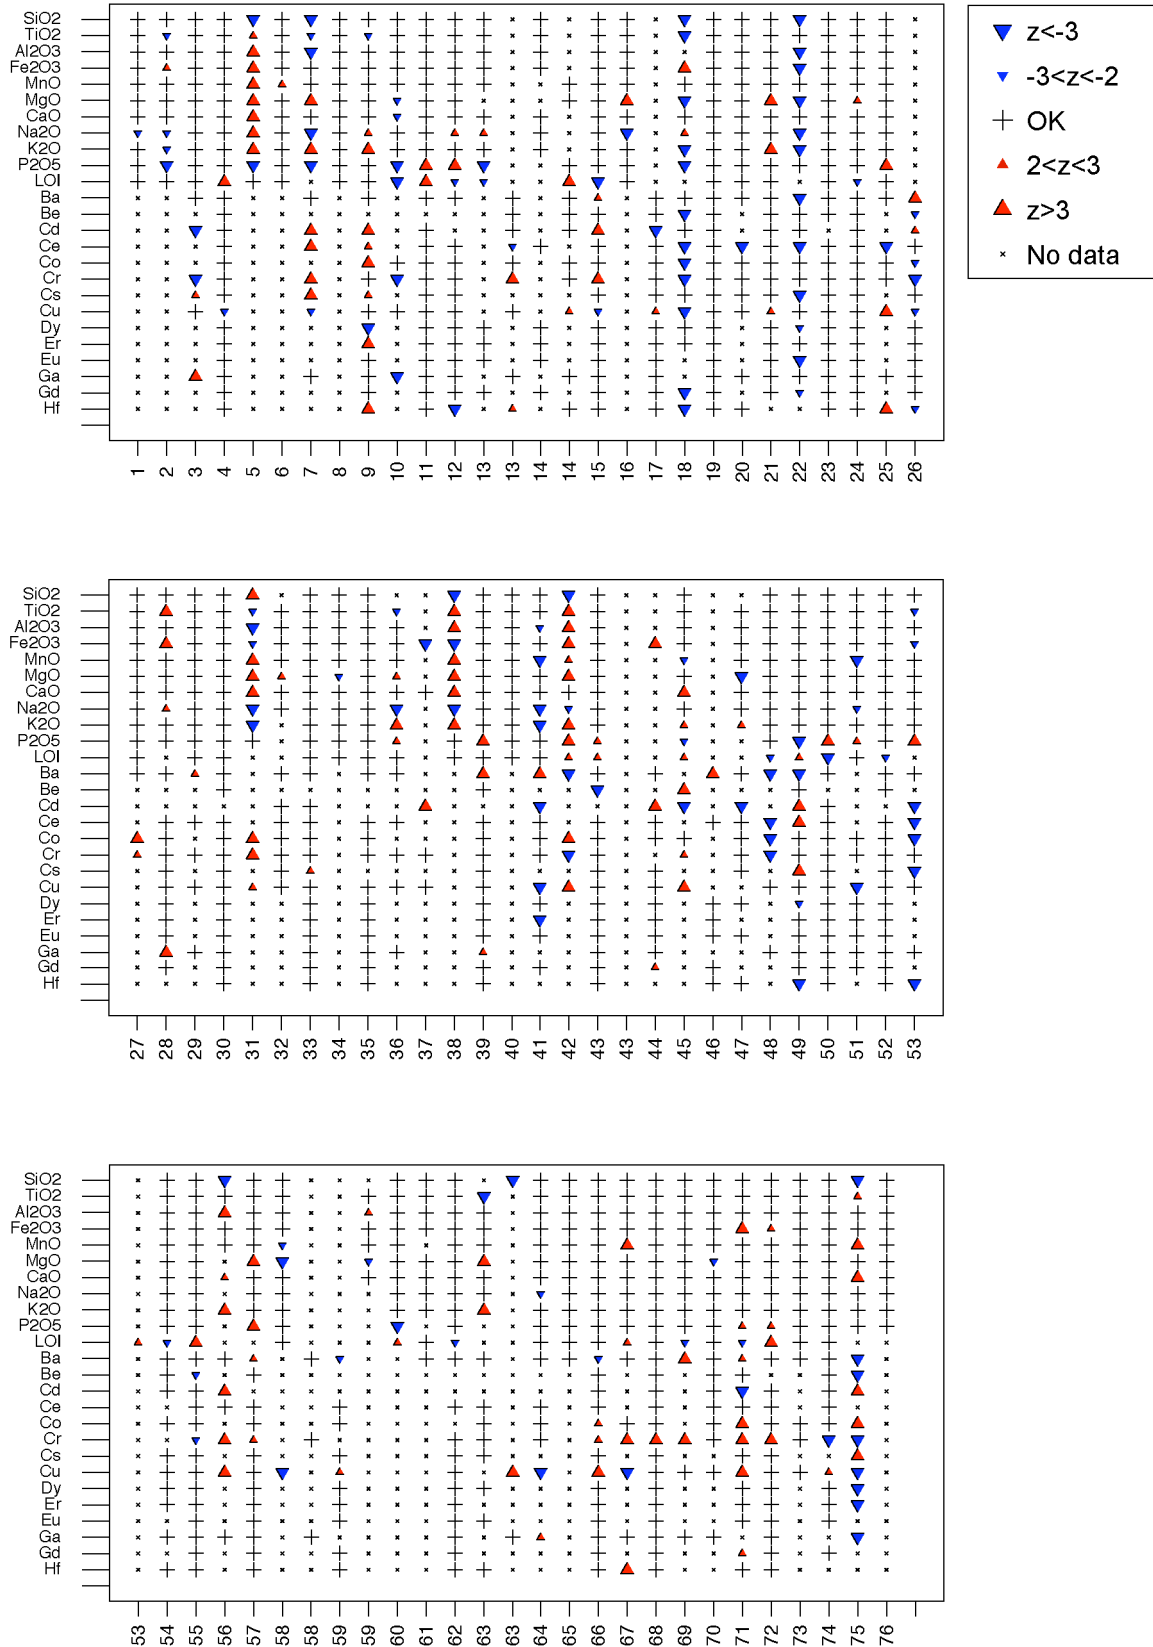 SiO2
TiO2
Al2O3
Fe2O3
MnO
MgO
CaO
Na2O
K2O
P2O5
LOI
Ba
Be
Cd
Ce
Co
Cr
Cs
Cu
Dy
Er
Eu
Ga
Gd
Hf
1 2 3 4 5 6 7 8 9 10 11 12 13 13 14 14 15 16 17 18 19 20 21 22 23 24 25 26
z<-3
-3<z<-2
OK
2<z<3
z>3
No data
SiO2
TiO2
Al2O3
Fe2O3
MnO
MgO
CaO
Na2O
K2O
P2O5
LOI
Ba
Be
Cd
Ce
Co
Cr
Cs
Cu
Dy
Er
Eu
Ga
Gd
Hf
27 28 29 30 31 32 33 34 35 36 37 38 39 40 41 42 43 43 44 45 46 47 48 49 50 51 52 53
SiO2
TiO2
Al2O3
Fe2O3
MnO
MgO
CaO
Na2O
K2O
P2O5
LOI
Ba
Be
Cd
Ce
Co
Cr
Cs
Cu
Dy
Er
Eu
Ga
Gd
Hf
53 54 55 56 57 58 58 59 59 60 61 62 63 63 64 65 66 67 68 69 70 71 72 73 74 75 76